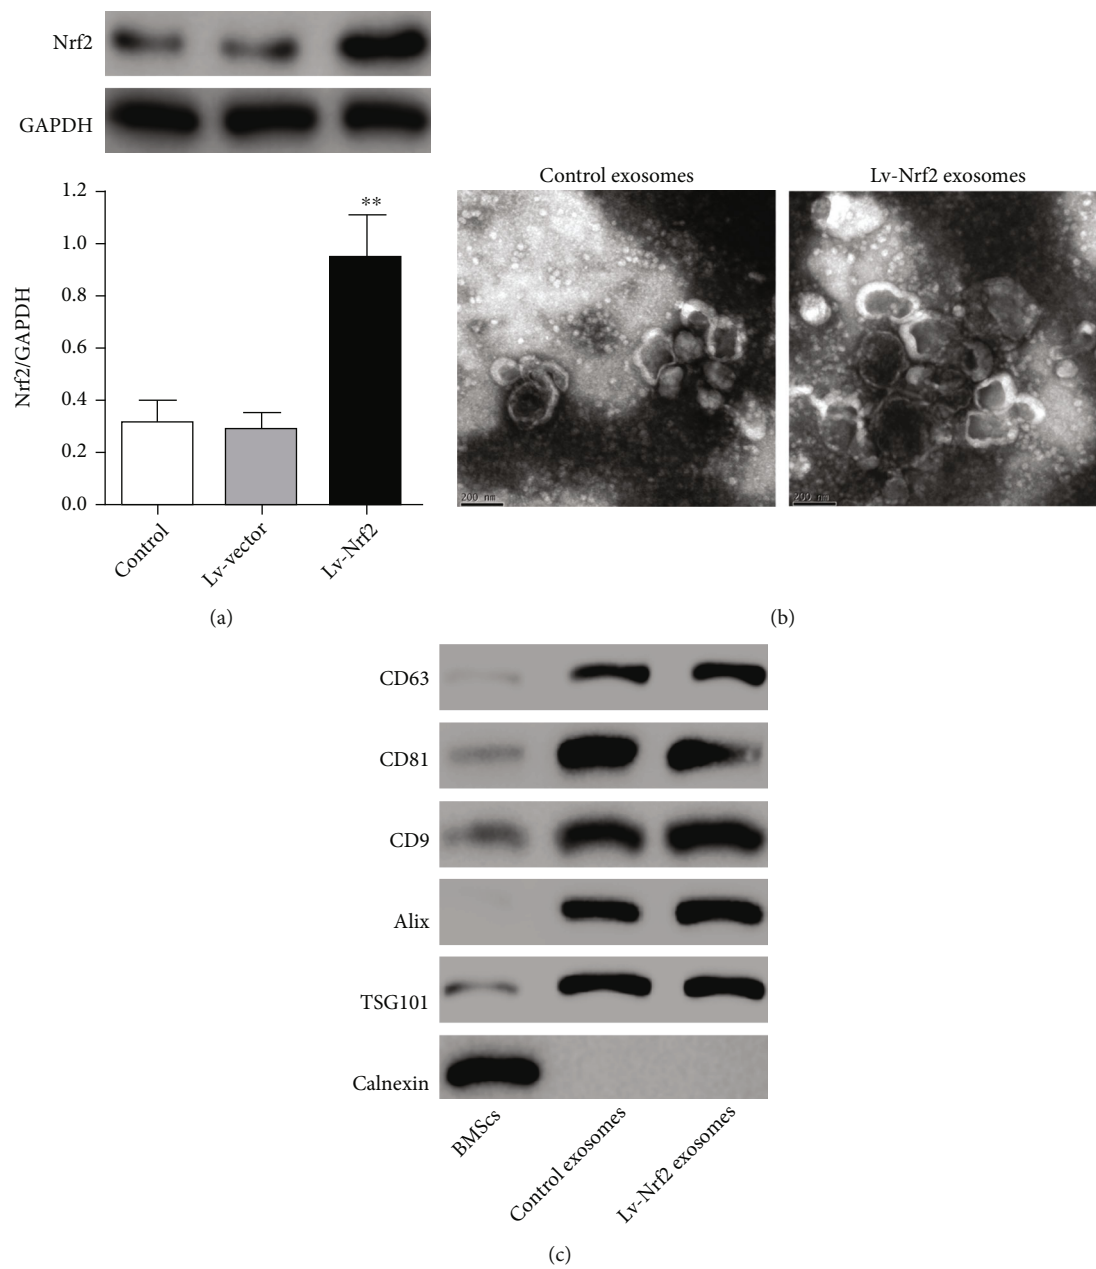 Nrf2
GAPDH
1.2
1.0
0.8
0.6
0.4
0.2
0.0
Nrf2/GAPDH
**
Control
Lv-vector
Lv-Nrf2
(a)
Control exosomes
Lv-Nrf2 exosomes
200 nm
200 nm
(b)
CD63
CD81
CD9
Alix
TSG101
Calnexin
BMScs
Control exosomes
Lv-Nrf2 exosomes
(c)